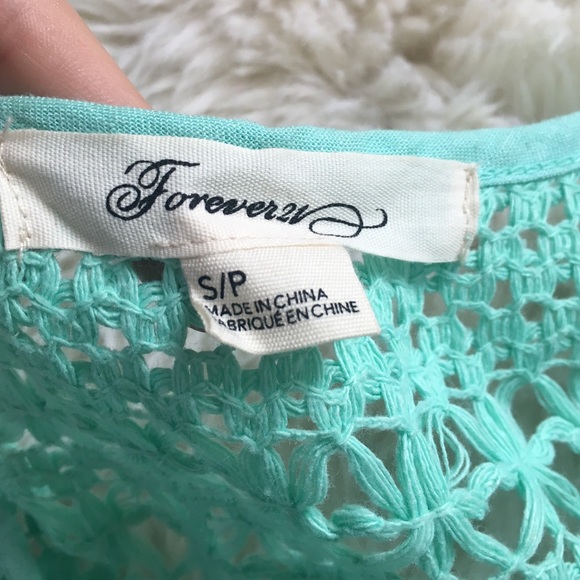 Forever21
S/P
MADE IN CHINA
FABRIQUÉ EN CHINE